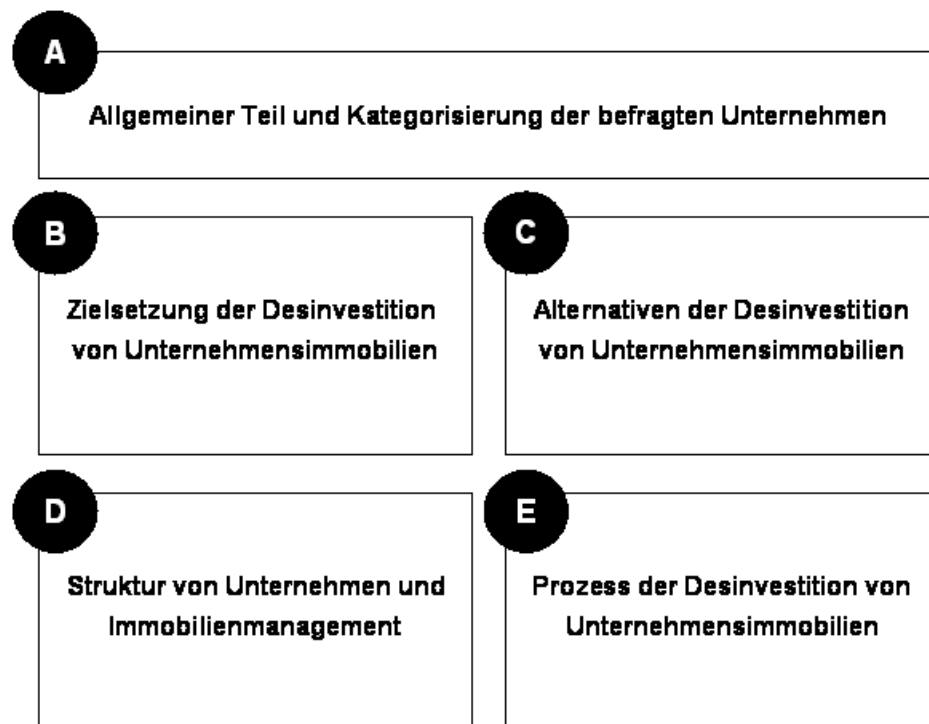 A
Allgemeiner Teil und Kategorisierung der befragten Unternehmen
B
Zielsetzung der Desinvestition
von Unternehmensimmobilien
C
Alternativen der Desinvestition
von Unternehmensimmobilien
D
Struktur von Unternehmen und
Immobilienmanagement
E
Prozess der Desinvestition von
Unternehmensimmobilien